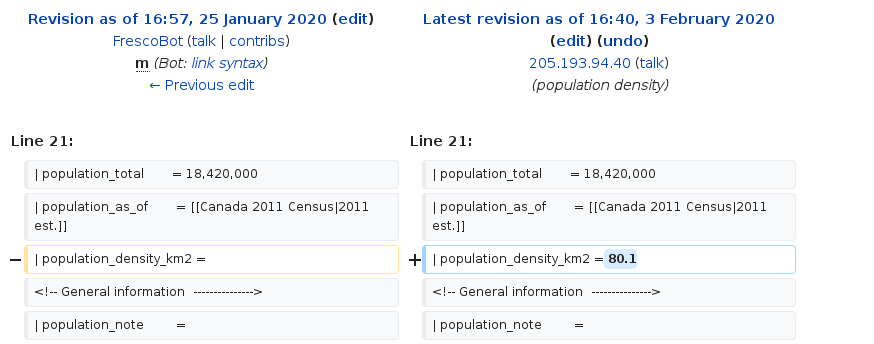 Revision as of 16:57, 25 January 2020 (edit)
FrescoBot (talk | contribs)
m (Bot: link syntax)
← Previous edit
Latest revision as of 16:40, 3 February 2020
(edit) (undo)
205.193.94.40 (talk)
(population density)
Line 21:
Line 21:
| population_total = 18,420,000
| population_total = 18,420,000
| population_as_of = [[Canada 2011 Census|2011
est.]]
| population_as_of = [[Canada 2011 Census|2011
est.]]
− | population_density_km2 =
+ | population_density_km2 = 80.1
<!-- General information --------------->
<!-- General information --------------->
| population_note =
| population_note =